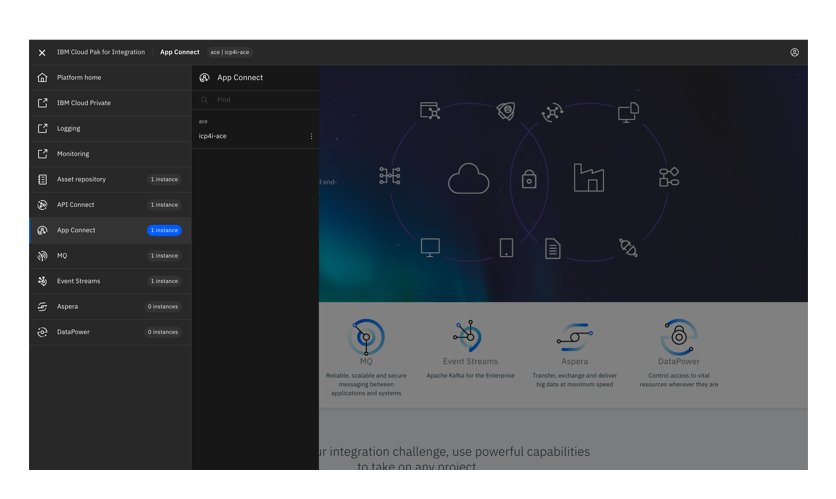 IBM Cloud Pak for Integration
App Connect
ace | icp4i-ace
Platform home
IBM Cloud Private
Logging
Monitoring
Asset repository
1 instance
API Connect
1 instance
App Connect
1 instance
MQ
1 instance
Event Streams
1 instance
Aspera
0 instances
DataPower
0 instances
App Connect
Find
ace
icp4i-ace
d end-
MQ
Reliable, scalable and secure
messaging between
applications and systems
Event Streams
Apache Kafka for the Enterprise
Aspera
Transfer, exchange and deliver
big data at maximum speed
DataPower
Control access to vital
resources wherever they are
ur integration challenge, use powerful capabilities
to take on any project